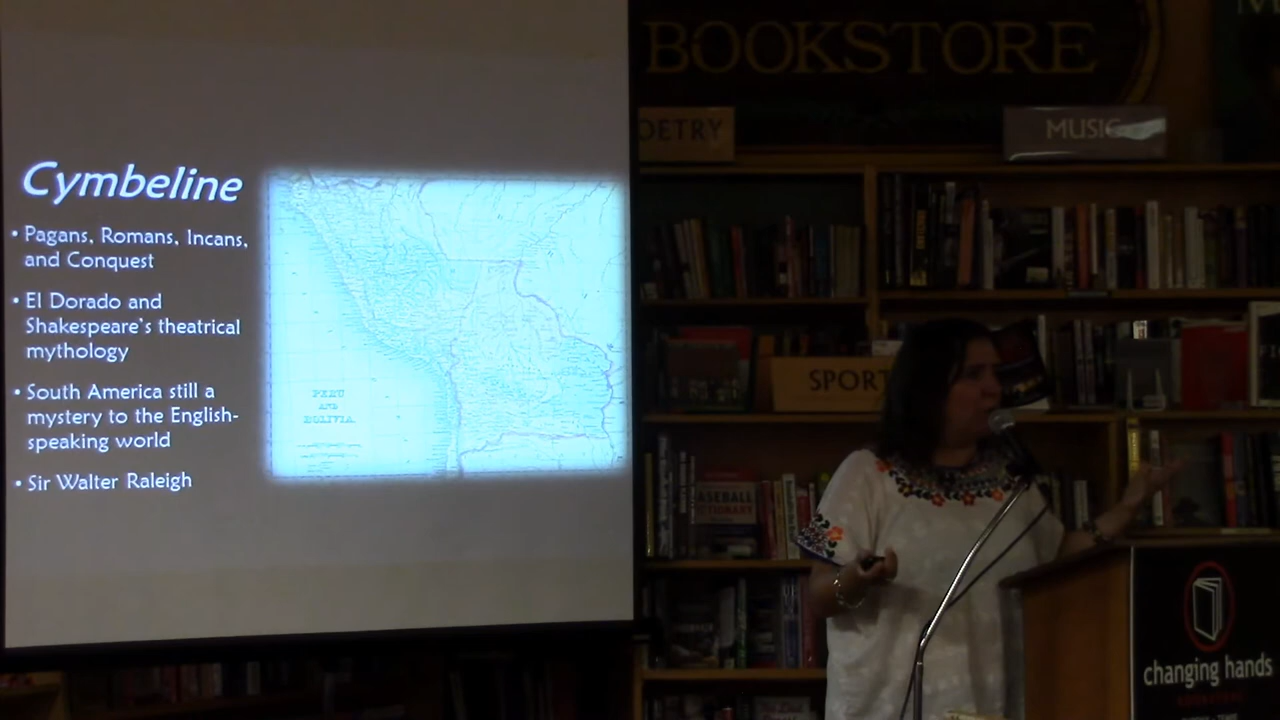 Cymbeline
• Pagans, Romans, Incans,
and Conquest
• El Dorado and
Shakespeare's theatrical
mythology
• South America still a
mystery to the English-
speaking world
• Sir Walter Raleigh
PERU
AND
BOLIVIA.
BOOKSTORE
OETRY
MUSIC
SPORT
BASEBALL
DICTIONARY
changing hands
BOOKSTORE